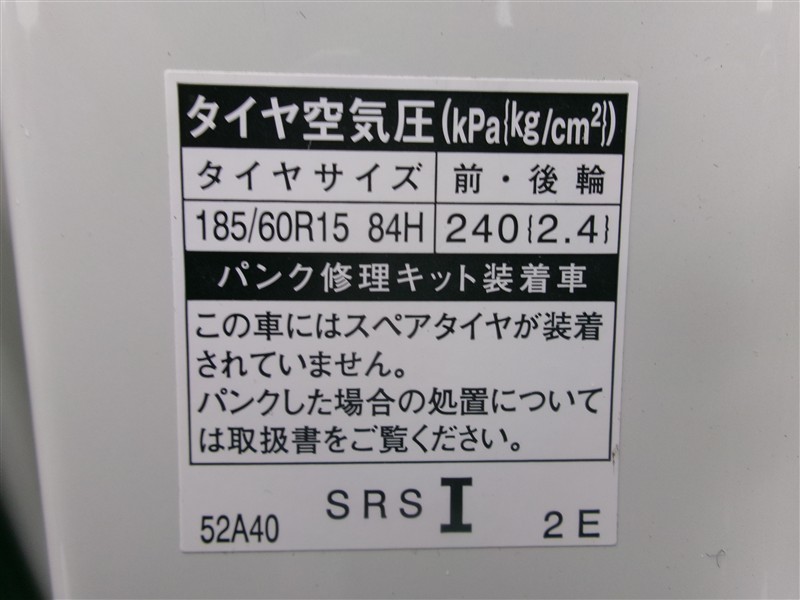 タイヤ空気圧(kPa{kg/cm²})
タイヤサイズ 前・後輪
185/60R15 84H 240{2.4}
パンク修理キット装着車
この車にはスペアタイヤが装着
されていません。
パンクした場合の処置について
は取扱書をご覧ください。
52A40 SRS I 2E